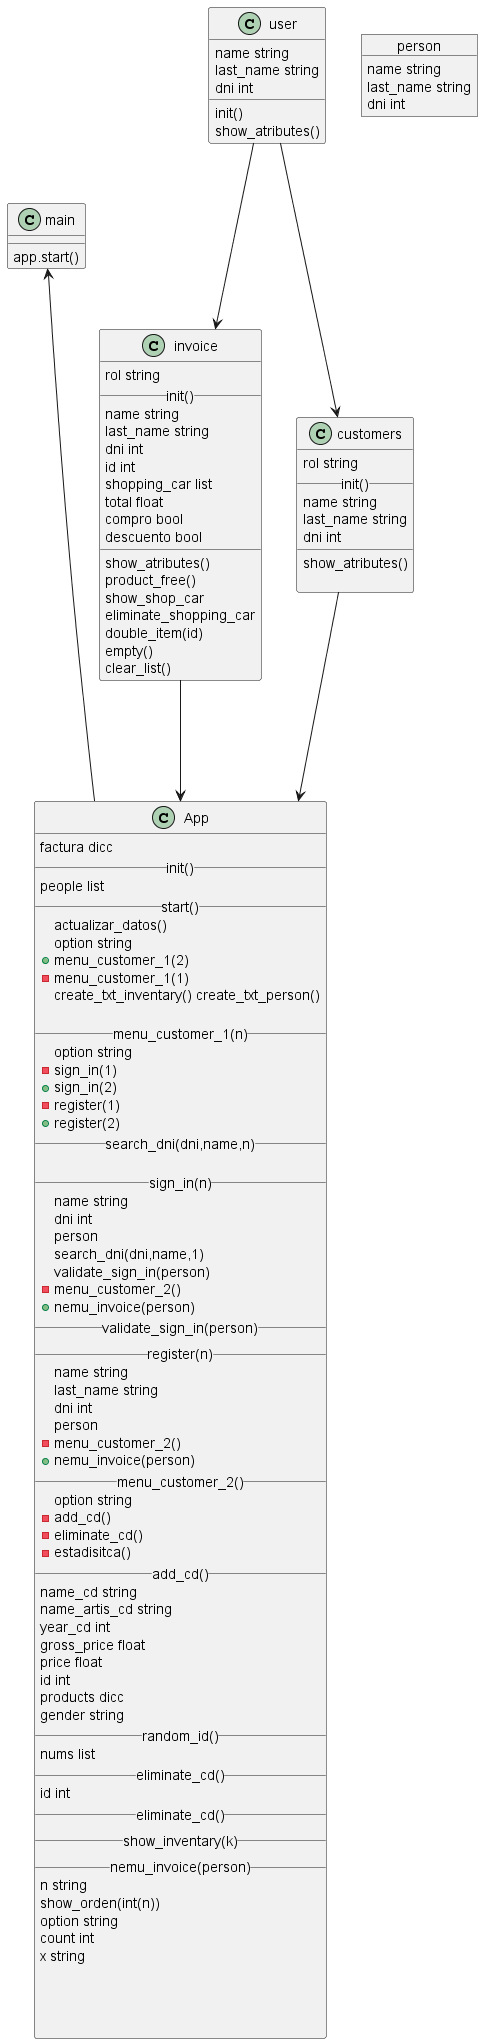 C user
name string
last_name string
dni int
init()
show_atributes()
person
name string
last_name string
dni int
C main
app.start()
C invoice
rol string
init()
name string
last_name string
dni int
id int
shopping_car list
total float
compro bool
descuento bool
show_atributes()
product_free()
show_shop_car
eliminate_shopping_car
double_item(id)
empty()
clear_list()
C customers
rol string
init()
name string
last_name string
dni int
show_atributes()
C App
factura dicc
init()
people list
start()
actualizar_datos()
option string
menu_customer_1(2)
menu_customer_1(1)
create_txt_inventary() create_txt_person()
menu_customer_1(n)
option string
sign_in(1)
sign_in(2)
register(1)
register(2)
search_dni(dni,name,n)
sign_in(n)
name string
dni int
person
search_dni(dni,name,1)
validate_sign_in(person)
menu_customer_2()
nemu_invoice(person)
validate_sign_in(person)
register(n)
name string
last_name string
dni int
person
menu_customer_2()
nemu_invoice(person)
menu_customer_2()
option string
add_cd()
eliminate_cd()
estadisitca()
add_cd()
name_cd string
name_artis_cd string
year_cd int
gross_price float
price float
id int
products dicc
gender string
random_id()
nums list
eliminate_cd()
id int
eliminate_cd()
show_inventary(k)
nemu_invoice(person)
n string
show_orden(int(n))
option string
count int
x string